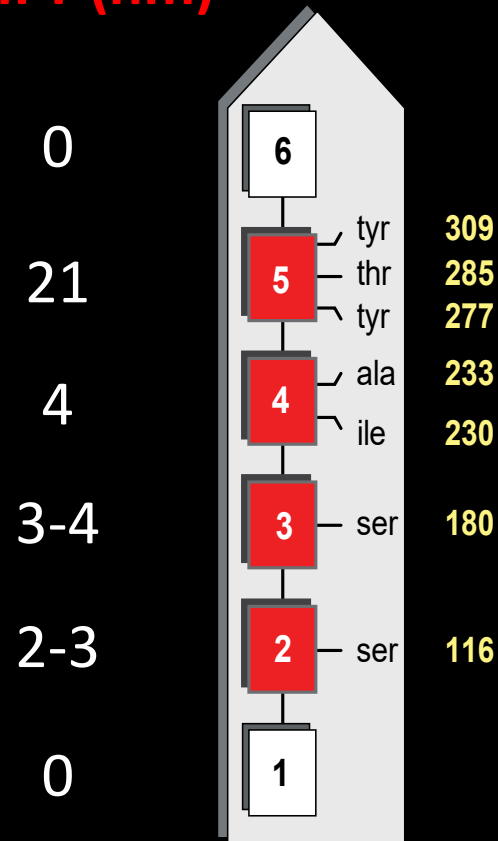 (nm)
0 6
tyr 309
21 5 thr 285
tyr 277
ala 233
4 4
ile 230
3-4 3 ser 180
2-3 2 ser 116
0 1